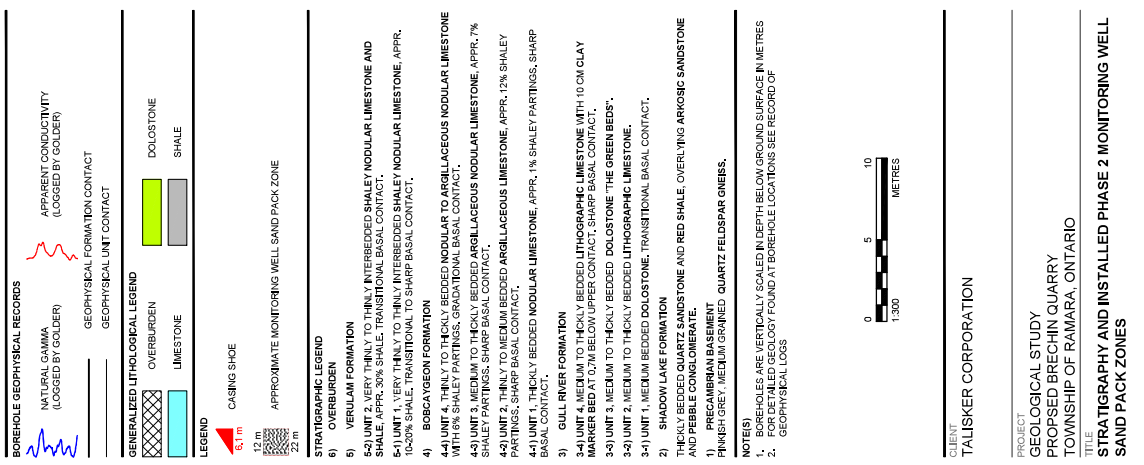 BOREHOLE GEOPHYSICAL RECORDS
NATURAL GAMMA
(LOGGED BY GOLDER)
APPARENT CONDUCTIVITY
(LOGGED BY GOLDER)
GEOPHYSICAL FORMATION CONTACT
GEOPHYSICAL UNIT CONTACT
GENERALIZED LITHOLOGICAL LEGEND
OVERBURDEN
DOLOSTONE
LIMESTONE
SHALE
LEGEND
6.1 m
CASING SHOE
12 m
22 m
APPROXIMATE MONITORING WELL SAND PACK ZONE
STRATIGRAPHIC LEGEND
6) OVERBURDEN
5) VERULAM FORMATION
5-2) UNIT 2, VERY THINLY TO THINLY INTERBEDDED SHALEY NODULAR LIMESTONE AND
SHALE, APPR. 30% SHALE. TRANSITIONAL BASAL CONTACT.
5-1) UNIT 1, VERY THINLY TO THINLY INTERBEDDED SHALEY NODULAR LIMESTONE, APPR.
10-20% SHALE. TRANSITIONAL TO SHARP BASAL CONTACT.
4) BOBCAYGEON FORMATION
4-4) UNIT 4, THINLY TO THICKLY BEDDED NODULAR TO ARGILLACEOUS NODULAR LIMESTONE
WITH 6% SHALEY PARTINGS, GRADATIONAL BASAL CONTACT.
4-3) UNIT 3, MEDIUM TO THICKLY BEDDED ARGILLACEOUS NODULAR LIMESTONE, APPR. 7%
SHALEY PARTINGS. SHARP BASAL CONTACT.
4-2) UNIT 2, THINLY TO MEDIUM BEDDED ARGILLACEOUS LIMESTONE, APPR. 12% SHALEY
PARTINGS, SHARP BASAL CONTACT.
4-1) UNIT 1, THICKLY BEDDED NODULAR LIMESTONE, APPR. 1% SHALEY PARTINGS, SHARP
BASAL CONTACT.
3) GULL RIVER FORMATION
3-4) UNIT 4, MEDIUM TO THICKLY BEDDED LITHOGRAPHIC LIMESTONE WITH 10 CM CLAY
MARKER BED AT 0.7M BELOW UPPER CONTACT, SHARP BASAL CONTACT.
3-3) UNIT 3, MEDIUM TO THICKLY BEDDED DOLOSTONE "THE GREEN BEDS".
3-2) UNIT 2, MEDIUM TO THICKLY BEDDED LITHOGRAPHIC LIMESTONE.
3-1) UNIT 1, MEDIUM BEDDED DOLOSTONE, TRANSITIONAL BASAL CONTACT.
2) SHADOW LAKE FORMATION
THICKLY BEDDED QUARTZ SANDSTONE AND RED SHALE, OVERLYING ARKOSIC SANDSTONE
AND PEBBLE CONGLOMERATE.
1) PRECAMBRIAN BASEMENT
PINKISH GREY, MEDIUM GRAINED QUARTZ FELDSPAR GNEISS.
NOTE(S)
1. BOREHOLES ARE VERTICALLY SCALED IN DEPTH BELOW GROUND SURFACE IN METRES
2. FOR DETAILED GEOLOGY FOUND AT BOREHOLE LOCATIONS SEE RECORD OF
GEOPHYSICAL LOGS
0 5 10
1:300 METRES
CLIENT
TALISKER CORPORATION
PROJECT
GEOLOGICAL STUDY
PROPSED BRECHIN QUARRY
TOWNSHIP OF RAMARA, ONTARIO
TITLE
STRATIGRAPHY AND INSTALLED PHASE 2 MONITORING WELL
SAND PACK ZONES